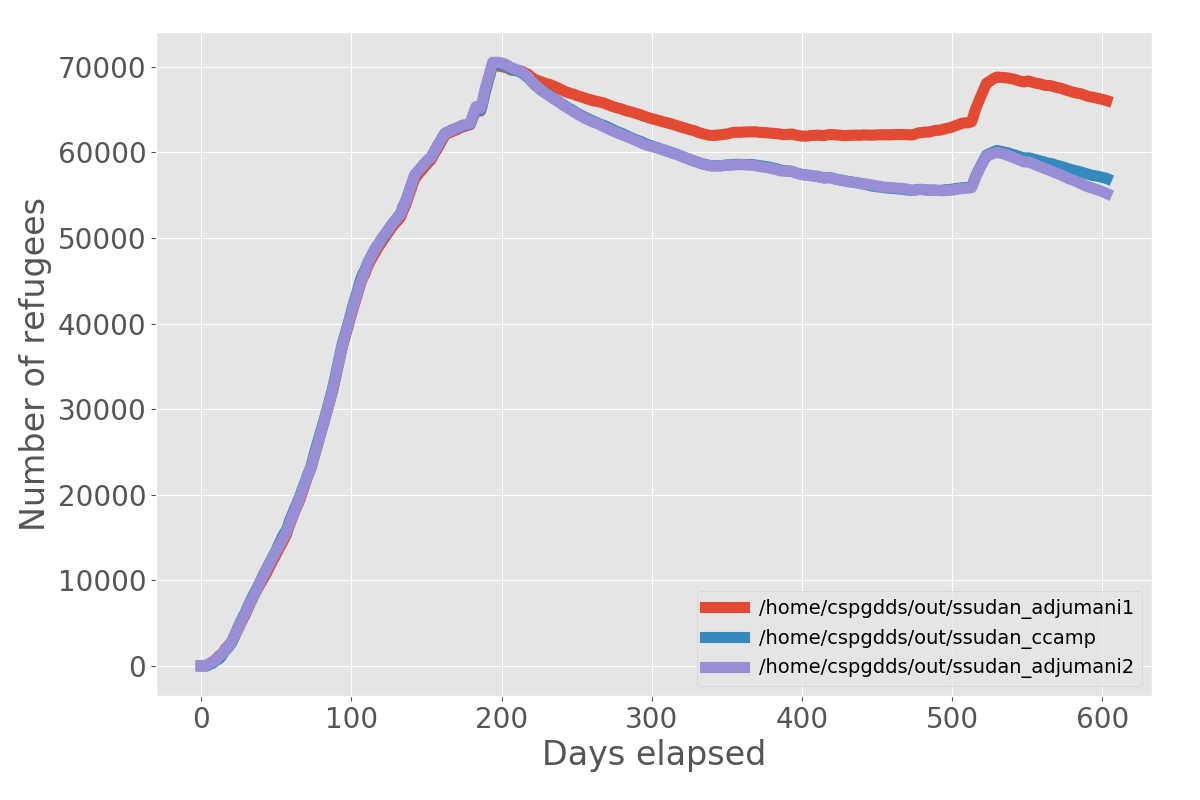 70000
60000
50000
40000
30000
20000
10000
0
Number of refugees
/home/cspgdds/out/ssudan_adjumani1
/home/cspgdds/out/ssudan_ccamp
/home/cspgdds/out/ssudan_adjumani2
0 100 200 300 400 500 600
Days elapsed